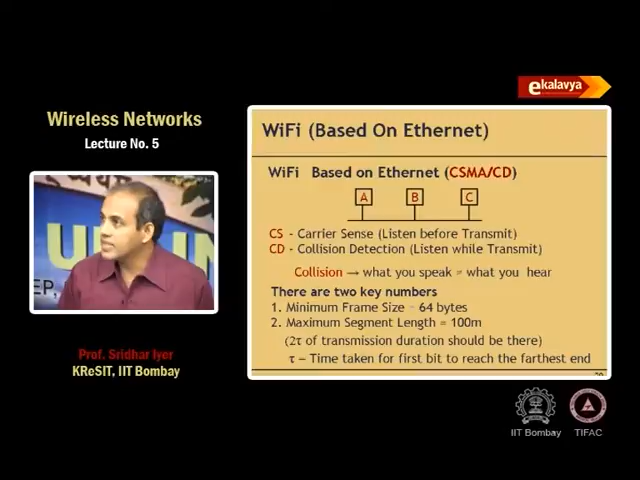 ekalavya
Wireless Networks
Lecture No. 5
WiFi (Based On Ethernet)
WiFi Based on Ethernet (CSMA/CD)
A B C
CS - Carrier Sense (Listen before Transmit)
CD - Collision Detection (Listen while Transmit)
Collision → what you speak = what you hear
There are two key numbers
1. Minimum Frame Size = 64 bytes
2. Maximum Segment Length = 100m
(2τ of transmission duration should be there)
τ - Time taken for first bit to reach the farthest end
Prof. Sridhar Iyer
KReSIT, IIT Bombay
IIT Bombay
TIFAC